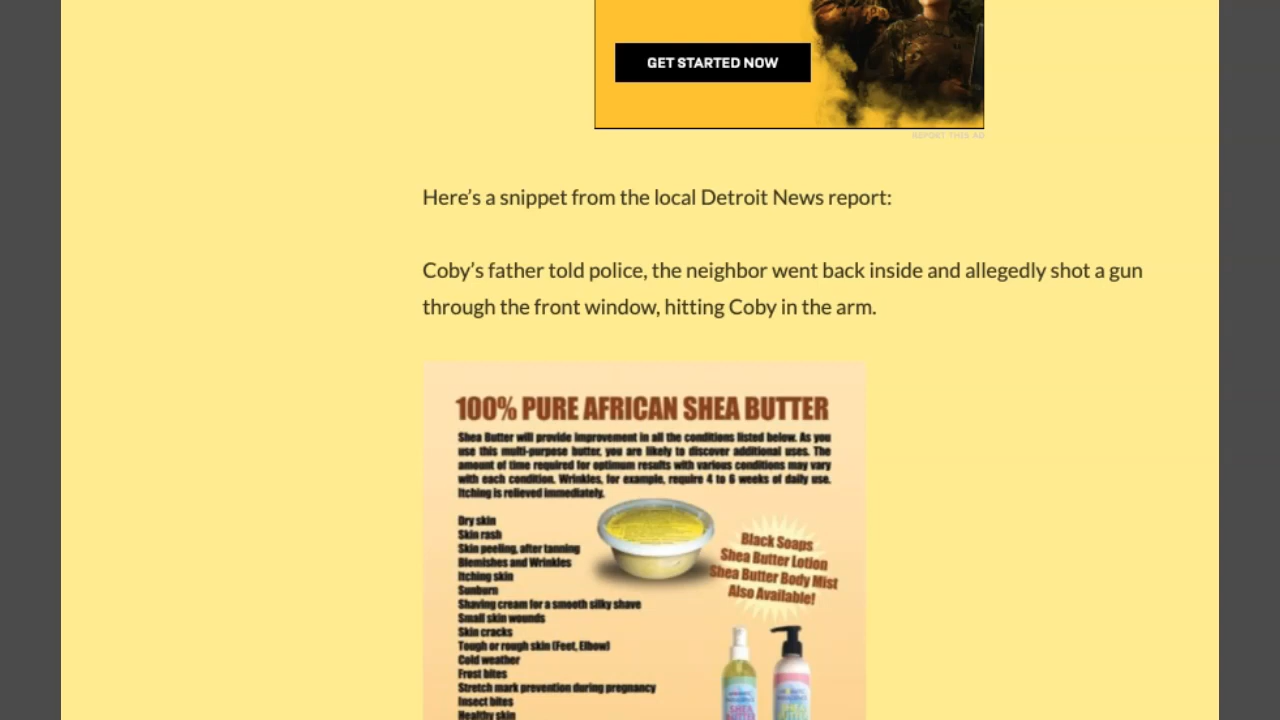 GET STARTED NOW
REPORT THIS AD
Here’s a snippet from the local Detroit News report:
Coby’s father told police, the neighbor went back inside and allegedly shot a gun
through the front window, hitting Coby in the arm.
100% PURE AFRICAN SHEA BUTTER
Shea Butter will provide improvement in all the conditions listed below. As you
use this multi-purpose butter, you are likely to discover additional uses. The
amount of time required for optimum results with various conditions may vary
with each condition. Wrinkles, for example, require 4 to 6 weeks of daily use.
Itching is relieved immediately.
Dry skin
Skin rash
Skin peeling, after tanning
Blemishes and Wrinkles
Itching skin
Sunburn
Shaving cream for a smooth silky shave
Small skin wounds
Skin cracks
Tough or rough skin (Feet, Elbow)
Cold weather
Frost bites
Stretch mark prevention during pregnancy
Insect bites
Healthy skin
Black Soaps
Shea Butter Lotion
Shea Butter Body Mist
Also Available!
SHEA
BUTTER